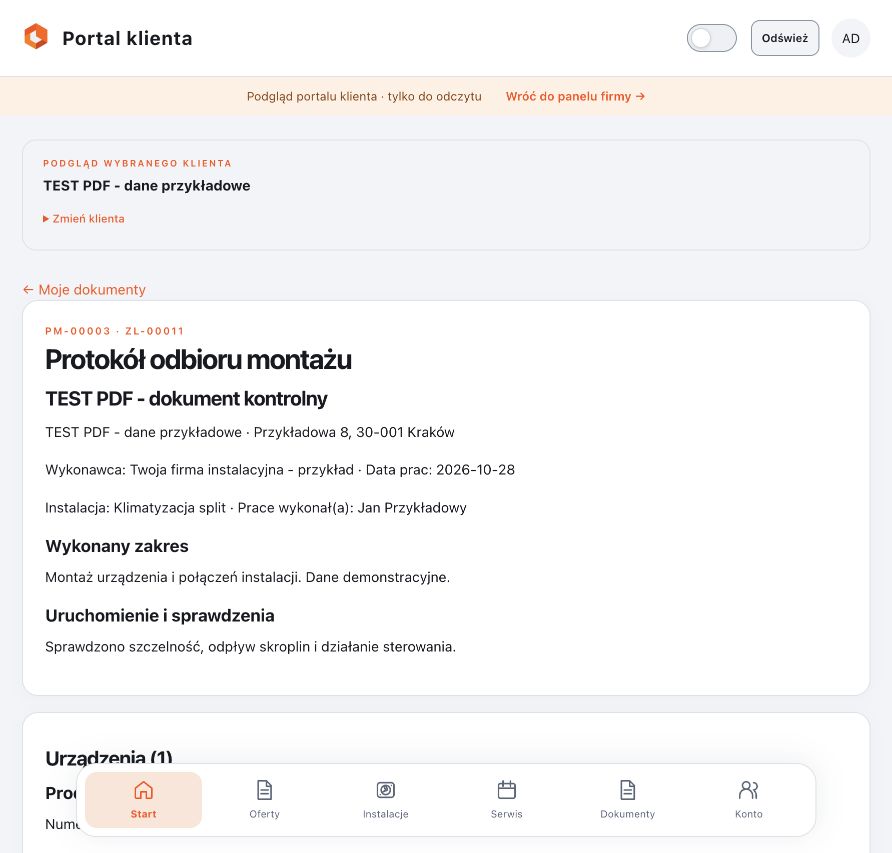 Portal klienta
Odśwież
AD
Podgląd portalu klienta · tylko do odczytu
Wróć do panelu firmy →
PODGLĄD WYBRANEGO KLIENTA
TEST PDF - dane przykładowe
▶ Zmień klienta
← Moje dokumenty
PM-00003 · ZL-00011
Protokół odbioru montażu
TEST PDF - dokument kontrolny
TEST PDF - dane przykładowe · Przykładowa 8, 30-001 Kraków
Wykonawca: Twoja firma instalacyjna - przykład · Data prac: 2026-10-28
Instalacja: Klimatyzacja split · Prace wykonał(a): Jan Przykładowy
Wykonany zakres
Montaż urządzenia i połączeń instalacji. Dane demonstracyjne.
Uruchomienie i sprawdzenia
Sprawdzono szczelność, odpływ skroplin i działanie sterowania.
Urządzenia (1)
Start
Oferty
Instalacje
Serwis
Dokumenty
Konto